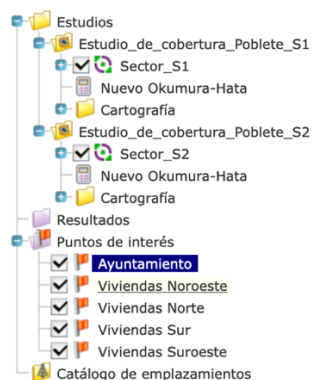 Estudios
Estudio_de_cobertura_Poblete_S1
Sector_S1
Nuevo Okumura-Hata
Cartografía
Estudio_de_cobertura_Poblete_S2
Sector_S2
Nuevo Okumura-Hata
Cartografía
Resultados
Puntos de interés
Ayuntamiento
Viviendas Noroeste
Viviendas Norte
Viviendas Sur
Viviendas Suroeste
Catálogo de emplazamientos